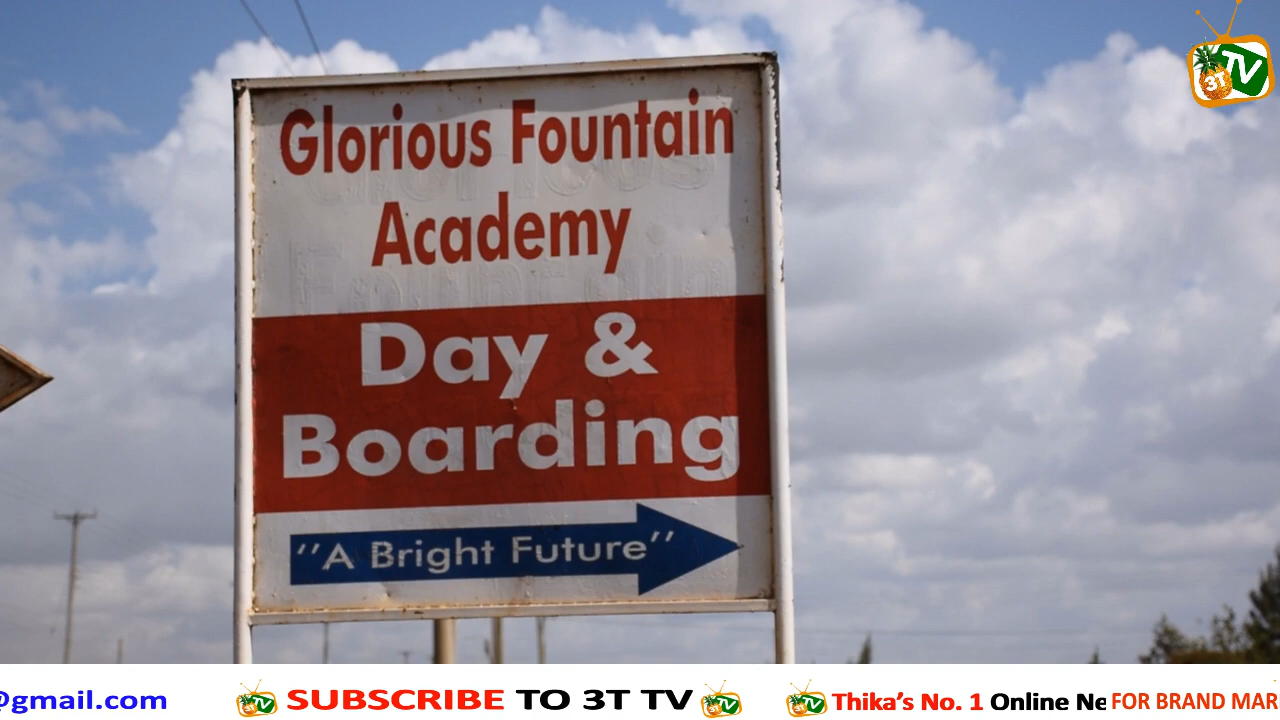 Glorious Fountain
Academy
Day &
Boarding
"A Bright Future"
3T TV
@gmail.com
SUBSCRIBE TO 3T TV
Thika's No. 1 Online Ne
FOR BRAND MAR